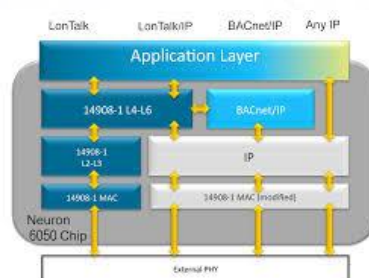 LonTalk LonTalk/IP BACnet/IP Any IP
Application Layer
14908-1 L4-L6 BACnet/IP
14908-1
L2-L3
IP
14908-1 MAC 14908-1 MAC (modified)
Neuron
6050 Chip
External PHY